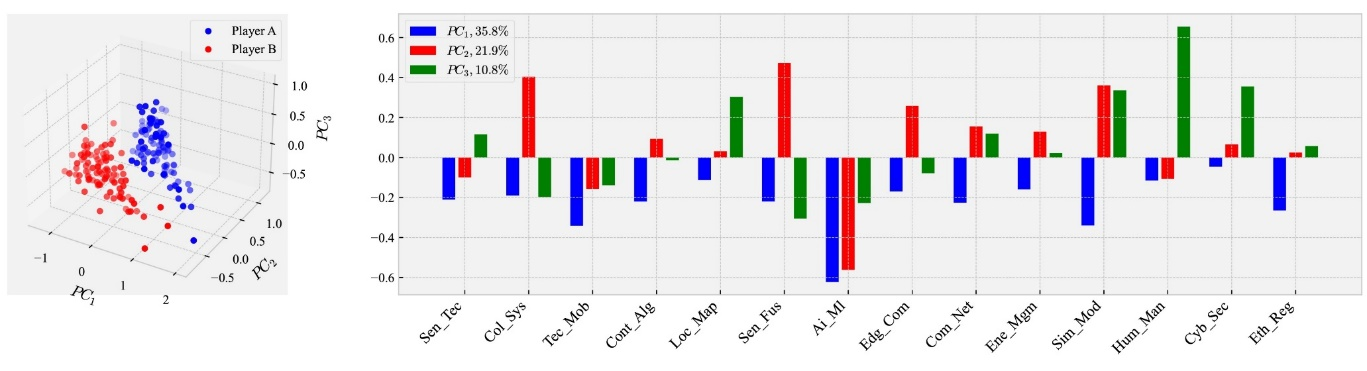 Player A
Player B
1.0
0.5
0.0
−0.5
PC3
−1
0
1
2
PC1
−0.5
0.0
0.5
1.0
PC2
PC1, 35.8%
PC2, 21.9%
PC3, 10.8%
0.6
0.4
0.2
0.0
−0.2
−0.4
−0.6
Sen_Tec
Col_Sys
Tec_Mob
Cont_Alg
Loc_Map
Sen_Fus
Ai_Ml
Edg_Com
Com_Net
Ene_Mgm
Sim_Mod
Hum_Man
Cyb_Sec
Eth_Reg